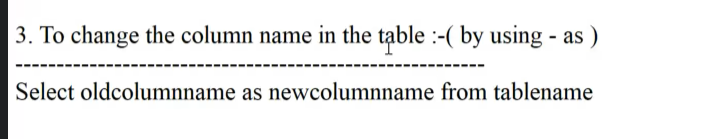 3. To change the column name in the table :-( by using - as )
---------------------------------------------------------
Select oldcolumnname as newcolumnname from tablename